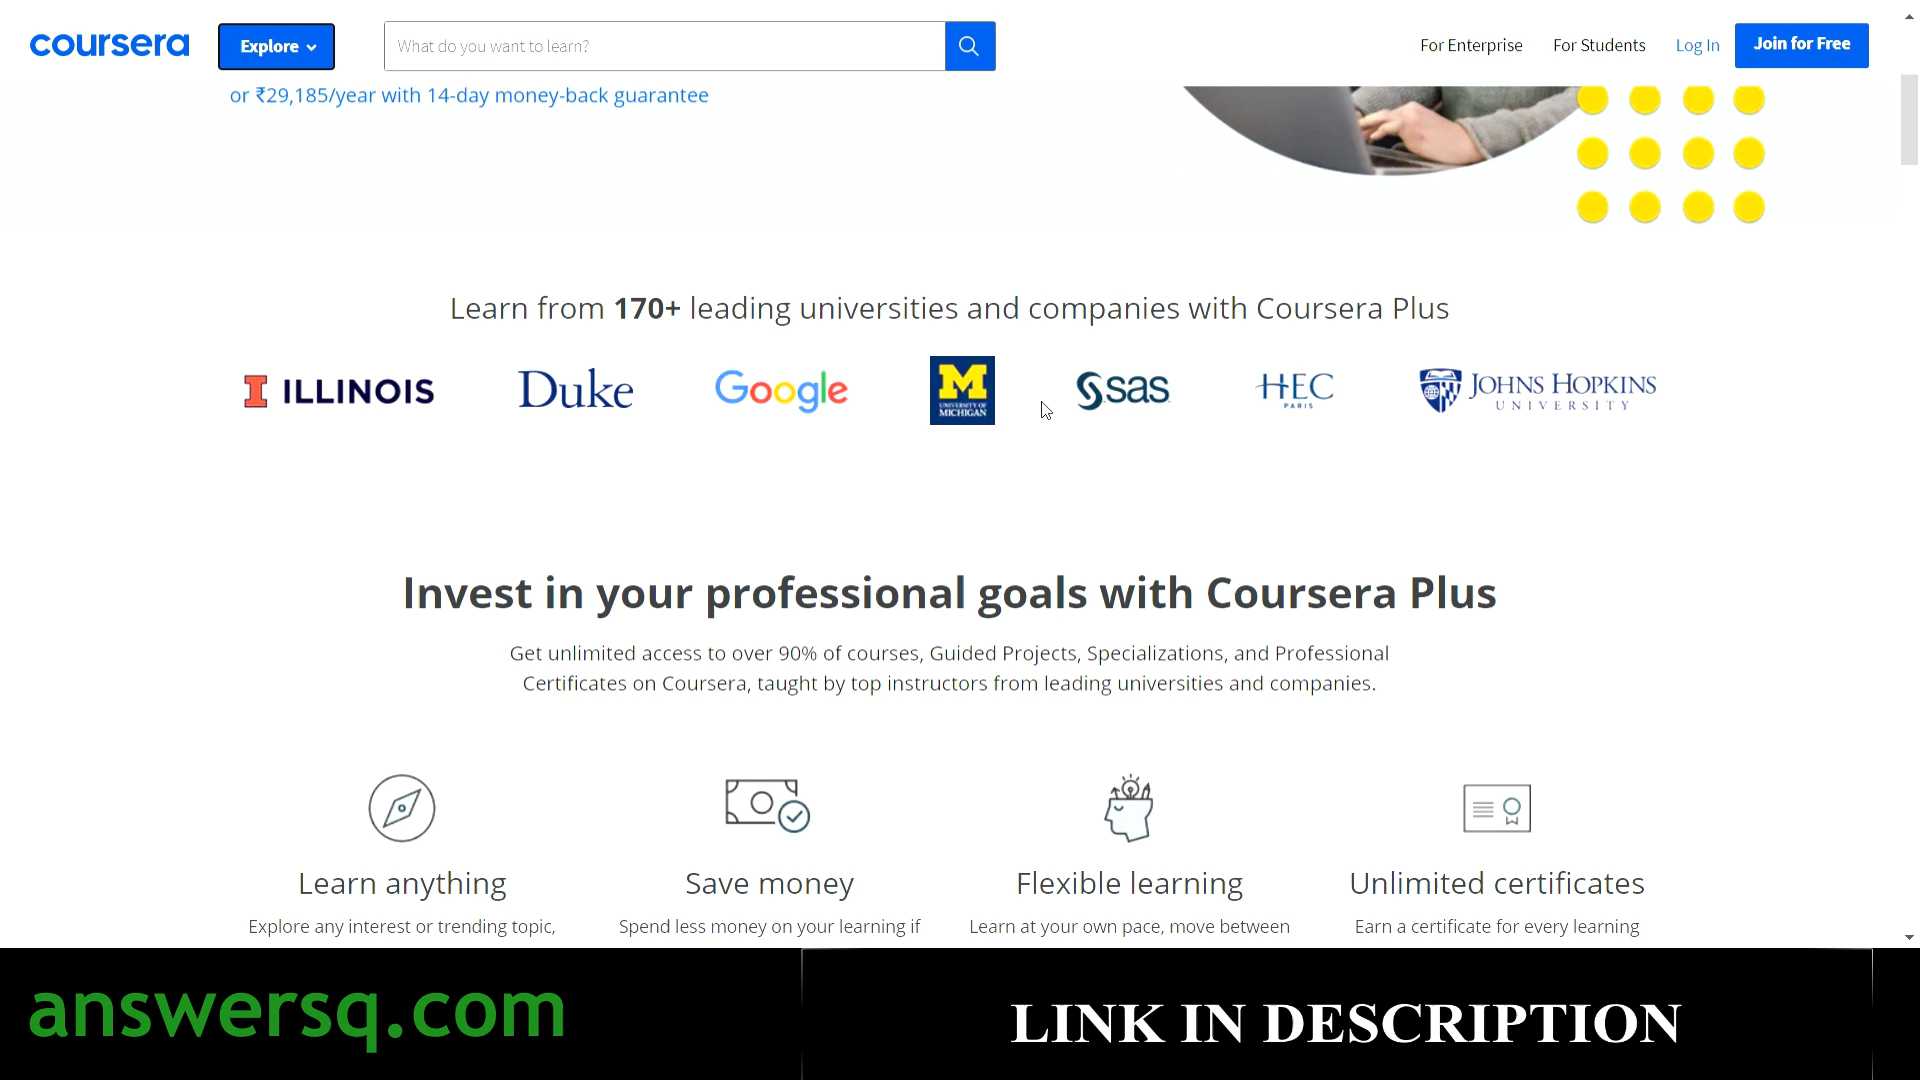 coursera
Explore
What do you want to learn?
For Enterprise
For Students
Log In
Join for Free
or ₹29,185/year with 14-day money-back guarantee
Learn from 170+ leading universities and companies with Coursera Plus
ILLINOIS
Duke
Google
M
UNIVERSITY OF
MICHIGAN
sas
HEC
PARIS
JOHNS HOPKINS
UNIVERSITY
Invest in your professional goals with Coursera Plus
Get unlimited access to over 90% of courses, Guided Projects, Specializations, and Professional
Certificates on Coursera, taught by top instructors from leading universities and companies.
Learn anything
Explore any interest or trending topic,
Save money
Spend less money on your learning if
Flexible learning
Learn at your own pace, move between
Unlimited certificates
Earn a certificate for every learning
answersq.com
LINK IN DESCRIPTION